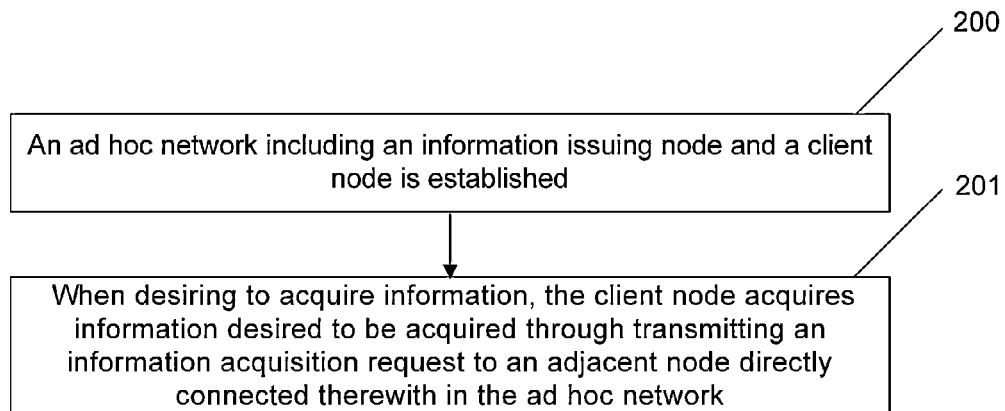 200
An ad hoc network including an information issuing node and a client
node is established
201
When desiring to acquire information, the client node acquires
information desired to be acquired through transmitting an
information acquisition request to an adjacent node directly
connected therewith in the ad hoc network